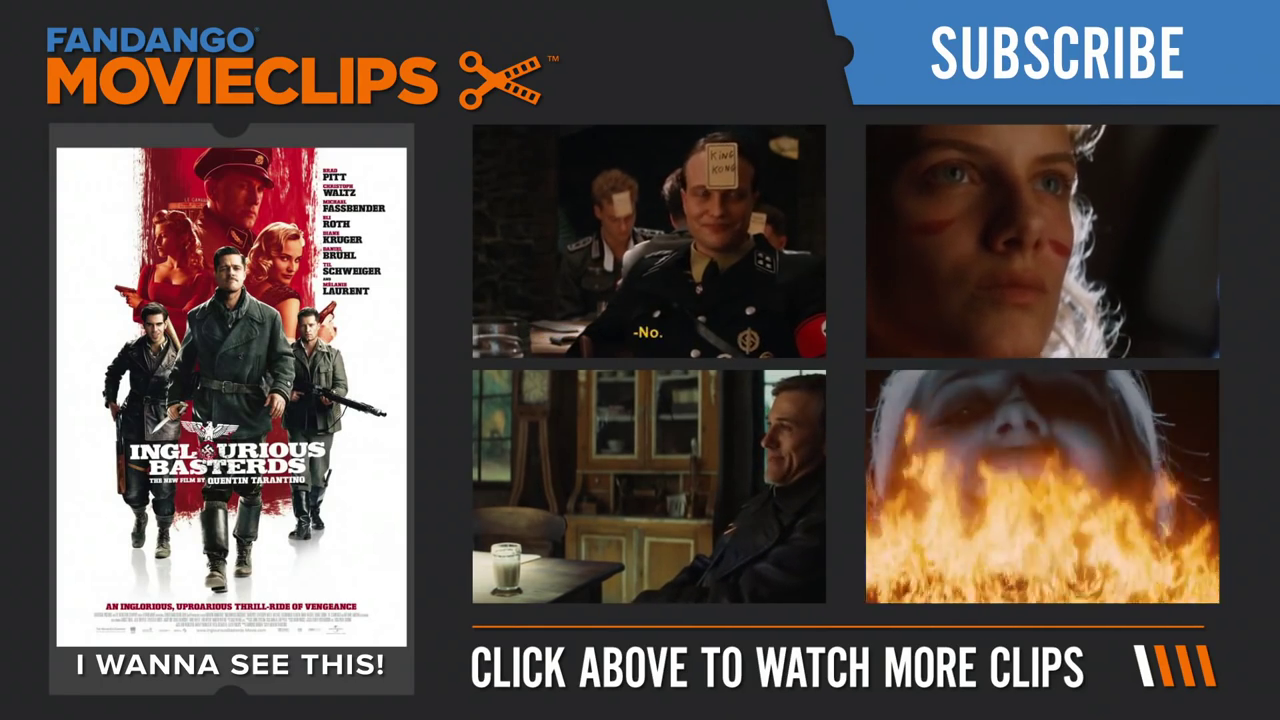 FANDANGO
MOVIECLIPS ™
SUBSCRIBE
BRAD
PITT
CHRISTOPH
WALTZ
MICHAEL
FASSBENDER
ELI
ROTH
DIANE
KRUGER
DANIEL
BRÜHL
TIL
SCHWEIGER
AND
MÉLANIE
LAURENT
INGLOURIOUS
BASTERDS
THE NEW FILM BY QUENTIN TARANTINO
AN INGLORIOUS, UPROARIOUS THRILL-RIDE OF VENGEANCE
I WANNA SEE THIS!
KING
KONG
-No.
CLICK ABOVE TO WATCH MORE CLIPS